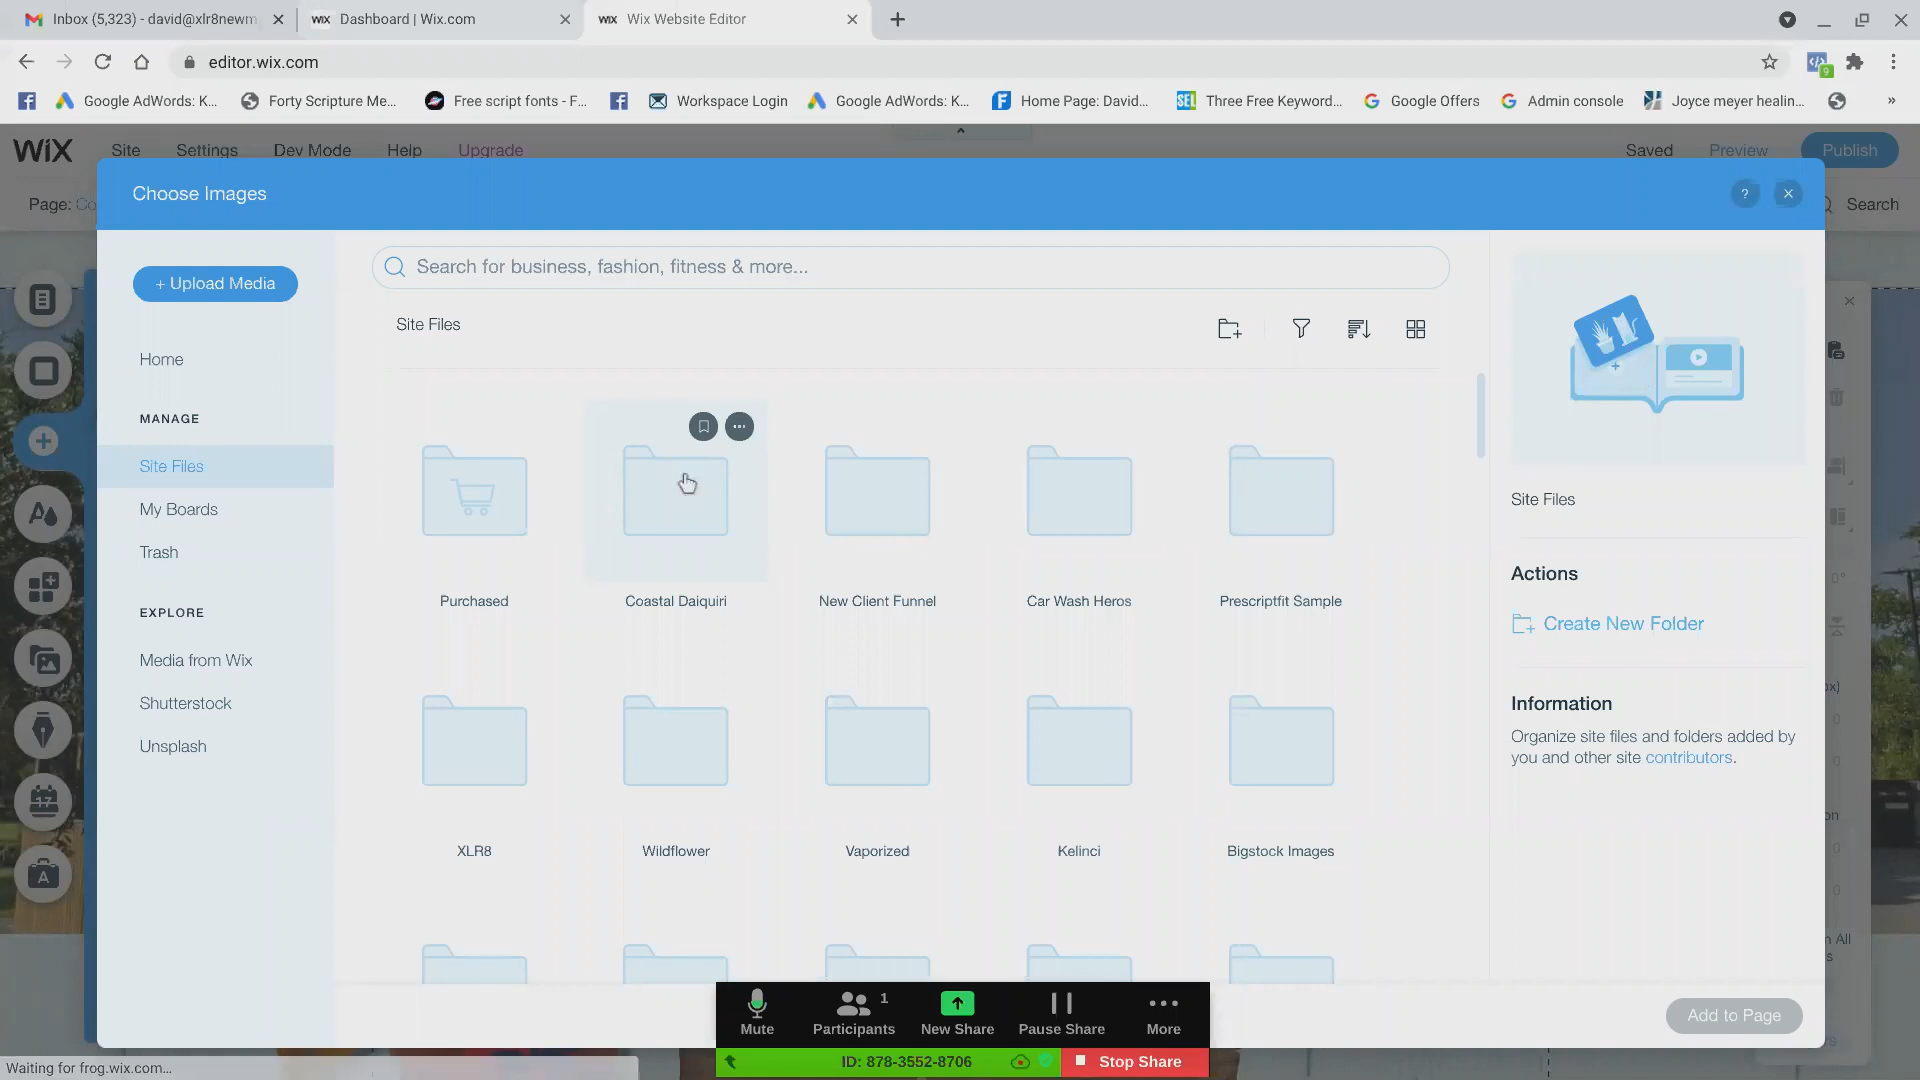 Inbox (5,323) - david@xlr8newm
Dashboard | Wix.com
Wix Website Editor
editor.wix.com
Google AdWords: K...
Forty Scripture Me...
Free script fonts - F...
Workspace Login
Google AdWords: K...
Home Page: David...
Three Free Keyword...
Google Offers
Admin console
Joyce meyer healin...
WiX
Site
Settings
Dev Mode
Help
Upgrade
Saved
Preview
Publish
Page: Co
Search
Choose Images
?
+ Upload Media
Search for business, fashion, fitness & more...
Site Files
Home
MANAGE
Site Files
My Boards
Trash
EXPLORE
Media from Wix
Shutterstock
Unsplash
Purchased
Coastal Daiquiri
New Client Funnel
Car Wash Heros
Prescriptfit Sample
XLR8
Wildflower
Vaporized
Kelinci
Bigstock Images
Site Files
Actions
Create New Folder
Information
Organize site files and folders added by
you and other site contributors.
Add to Page
Mute
Participants
1
New Share
Pause Share
More
ID: 878-3552-8706
Stop Share
Waiting for frog.wix.com...